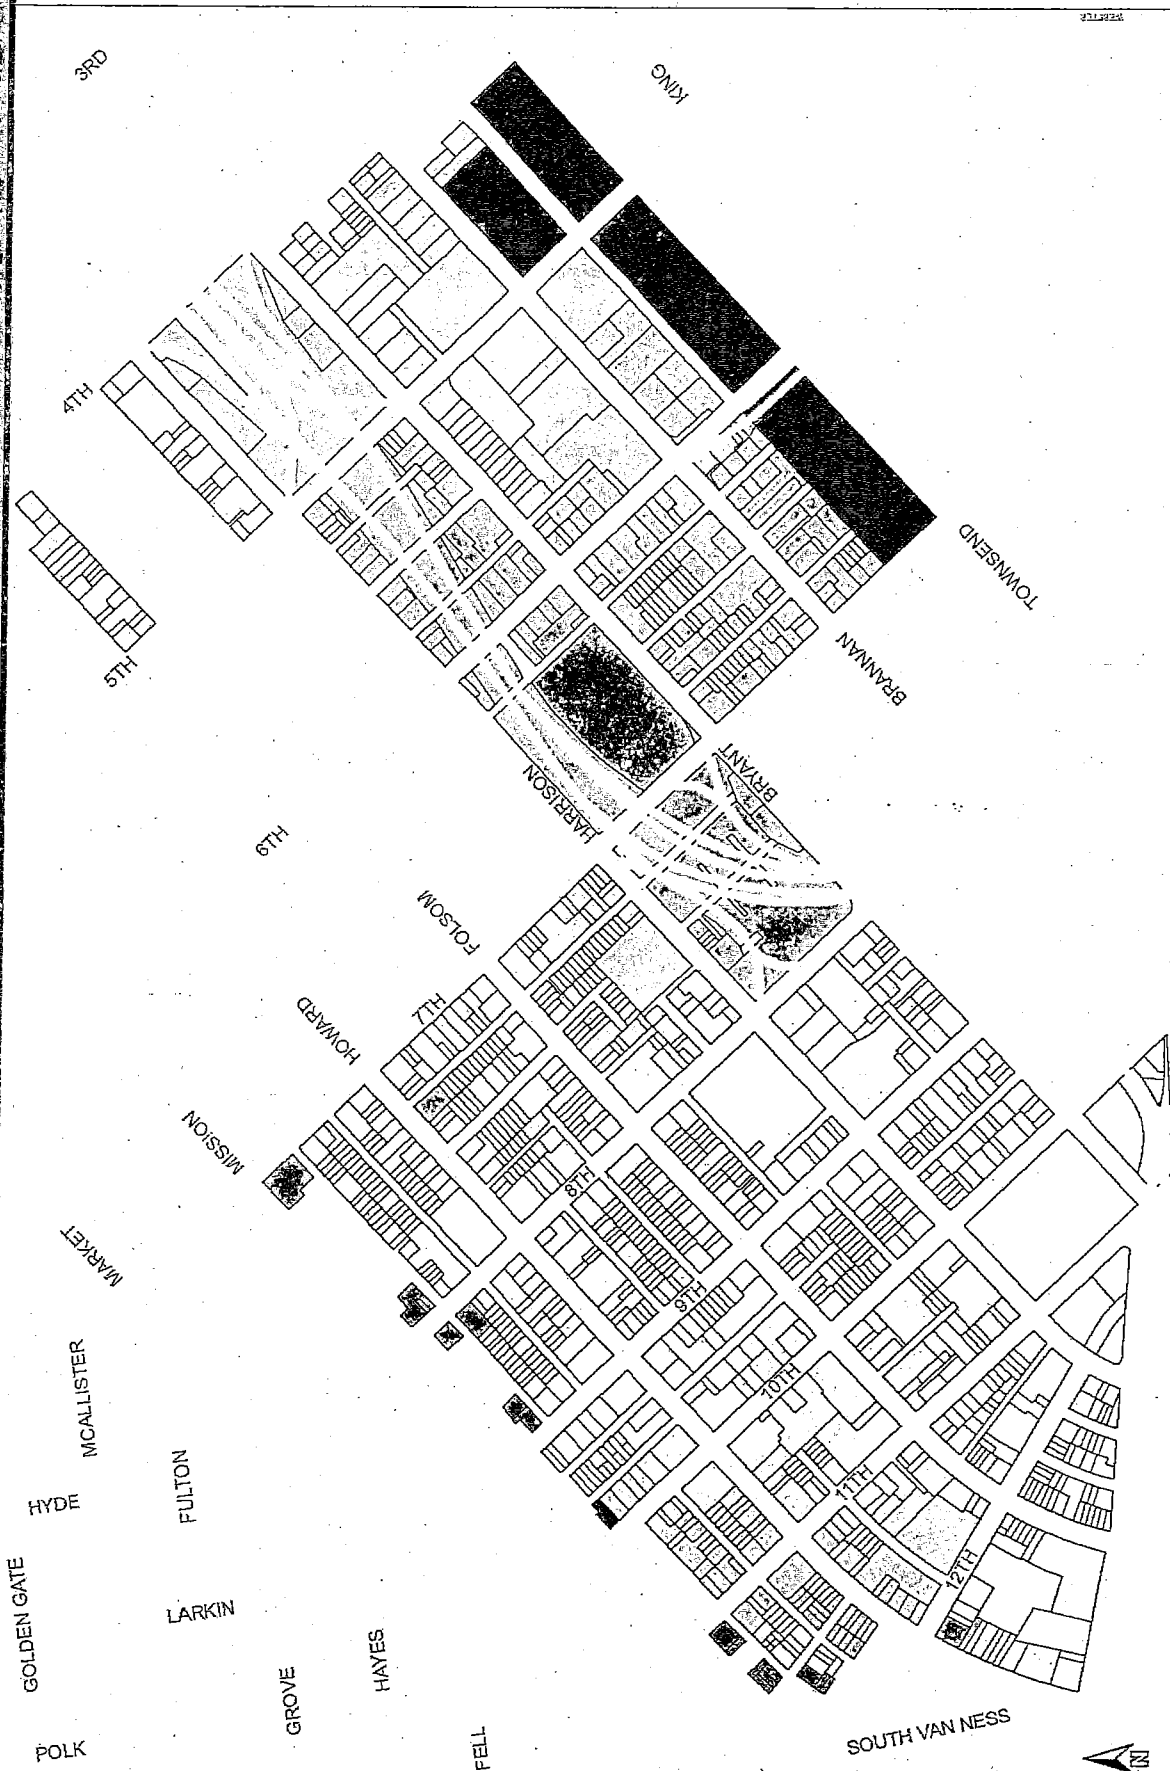 3RD
KING
4TH
5TH
TOWNSEND
BRANNAN
BRYANT
HARRISON
6TH
FOLSOM
7TH
HOWARD
MISSION
8TH
MARKET
9TH
MCALLISTER
10TH
FULTON
HYDE
11TH
12TH
GOLDEN GATE
LARKIN
HAYES
GROVE
SOUTH VAN NESS
FELL
POLK
N